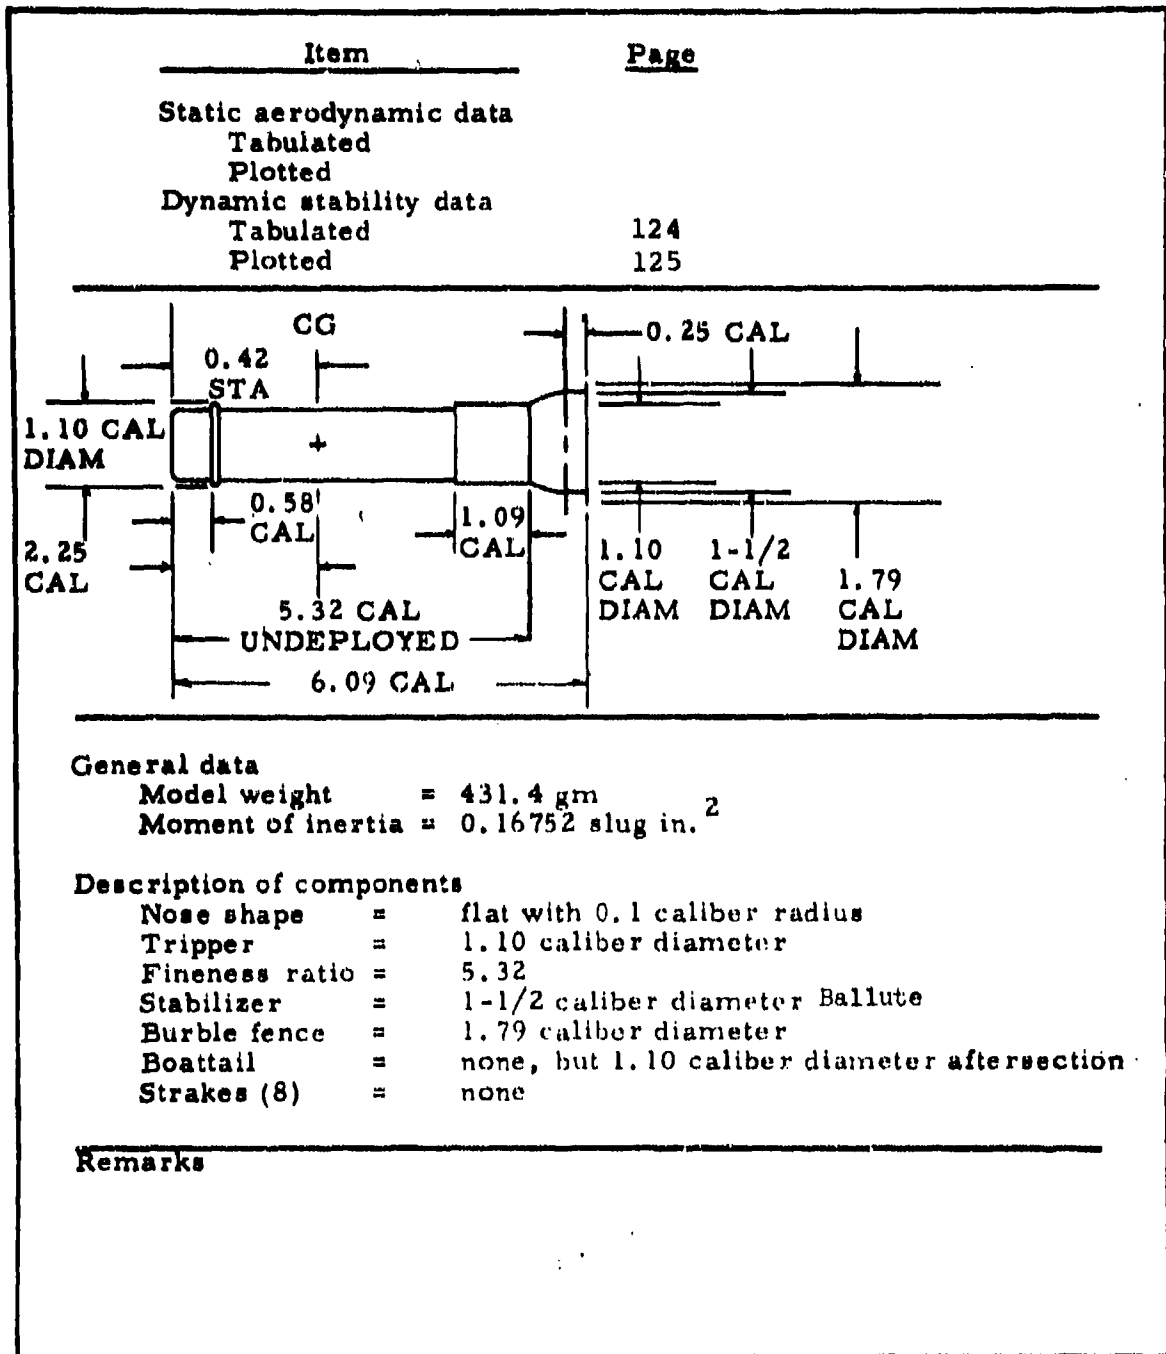 Item Page
Static aerodynamic data
Tabulated
Plotted
Dynamic stability data
Tabulated 124
Plotted 125
CG
0.25 CAL
0.42
STA
1.10 CAL
DIAM
0.58
CAL
1.09
CAL
2.25
CAL
1.10
CAL
DIAM
1-1/2
CAL
DIAM
1.79
CAL
DIAM
5.32 CAL
UNDEPLOYED
6.09 CAL
General data
Model weight = 431.4 gm
Moment of inertia = 0.16752 slug in.2
Description of components
Nose shape = flat with 0.1 caliber radius
Tripper = 1.10 caliber diameter
Fineness ratio = 5.32
Stabilizer = 1-1/2 caliber diameter Ballute
Burble fence = 1.79 caliber diameter
Boattail = none, but 1.10 caliber diameter aftersection
Strakes (8) = none
Remarks